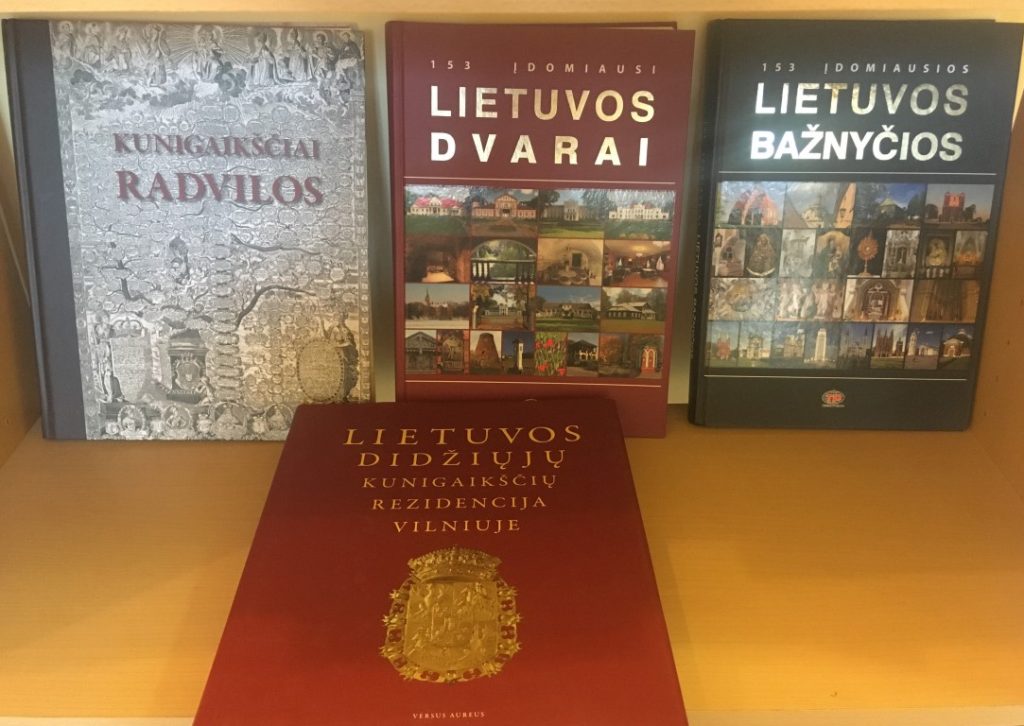 KUNIGAIKŠČIAI
RADVILOS
153 ĮDOMIAUSI
LIETUVOS
DVARAI
153 ĮDOMIAUSIOS
LIETUVOS
BAŽNYČIOS
LIETUVOS
DIDŽIŲJŲ
KUNIGAIKŠČIŲ
REZIDENCIJA
VILNIUJE
VERSUS AUREUS